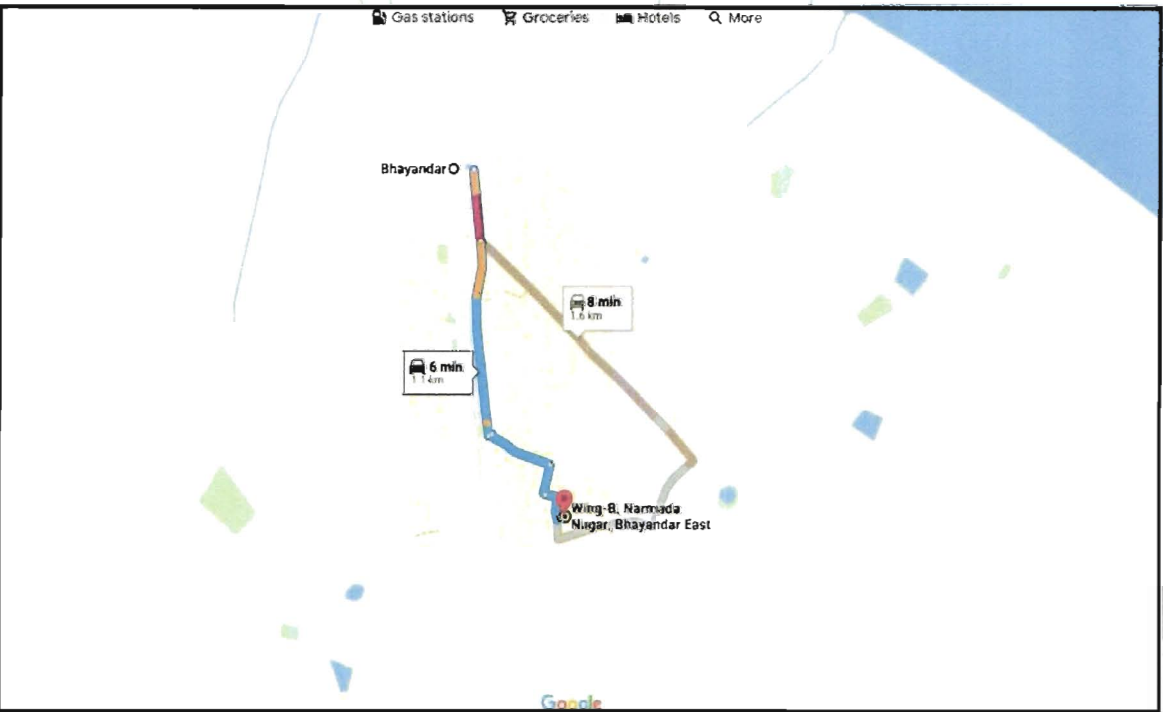 Gas stations Groceries Hotels More
Bhayandar
8 min
1.6 km
6 min
1.1 km
Wing-B, Narmada
Nagar, Bhayandar East
Google